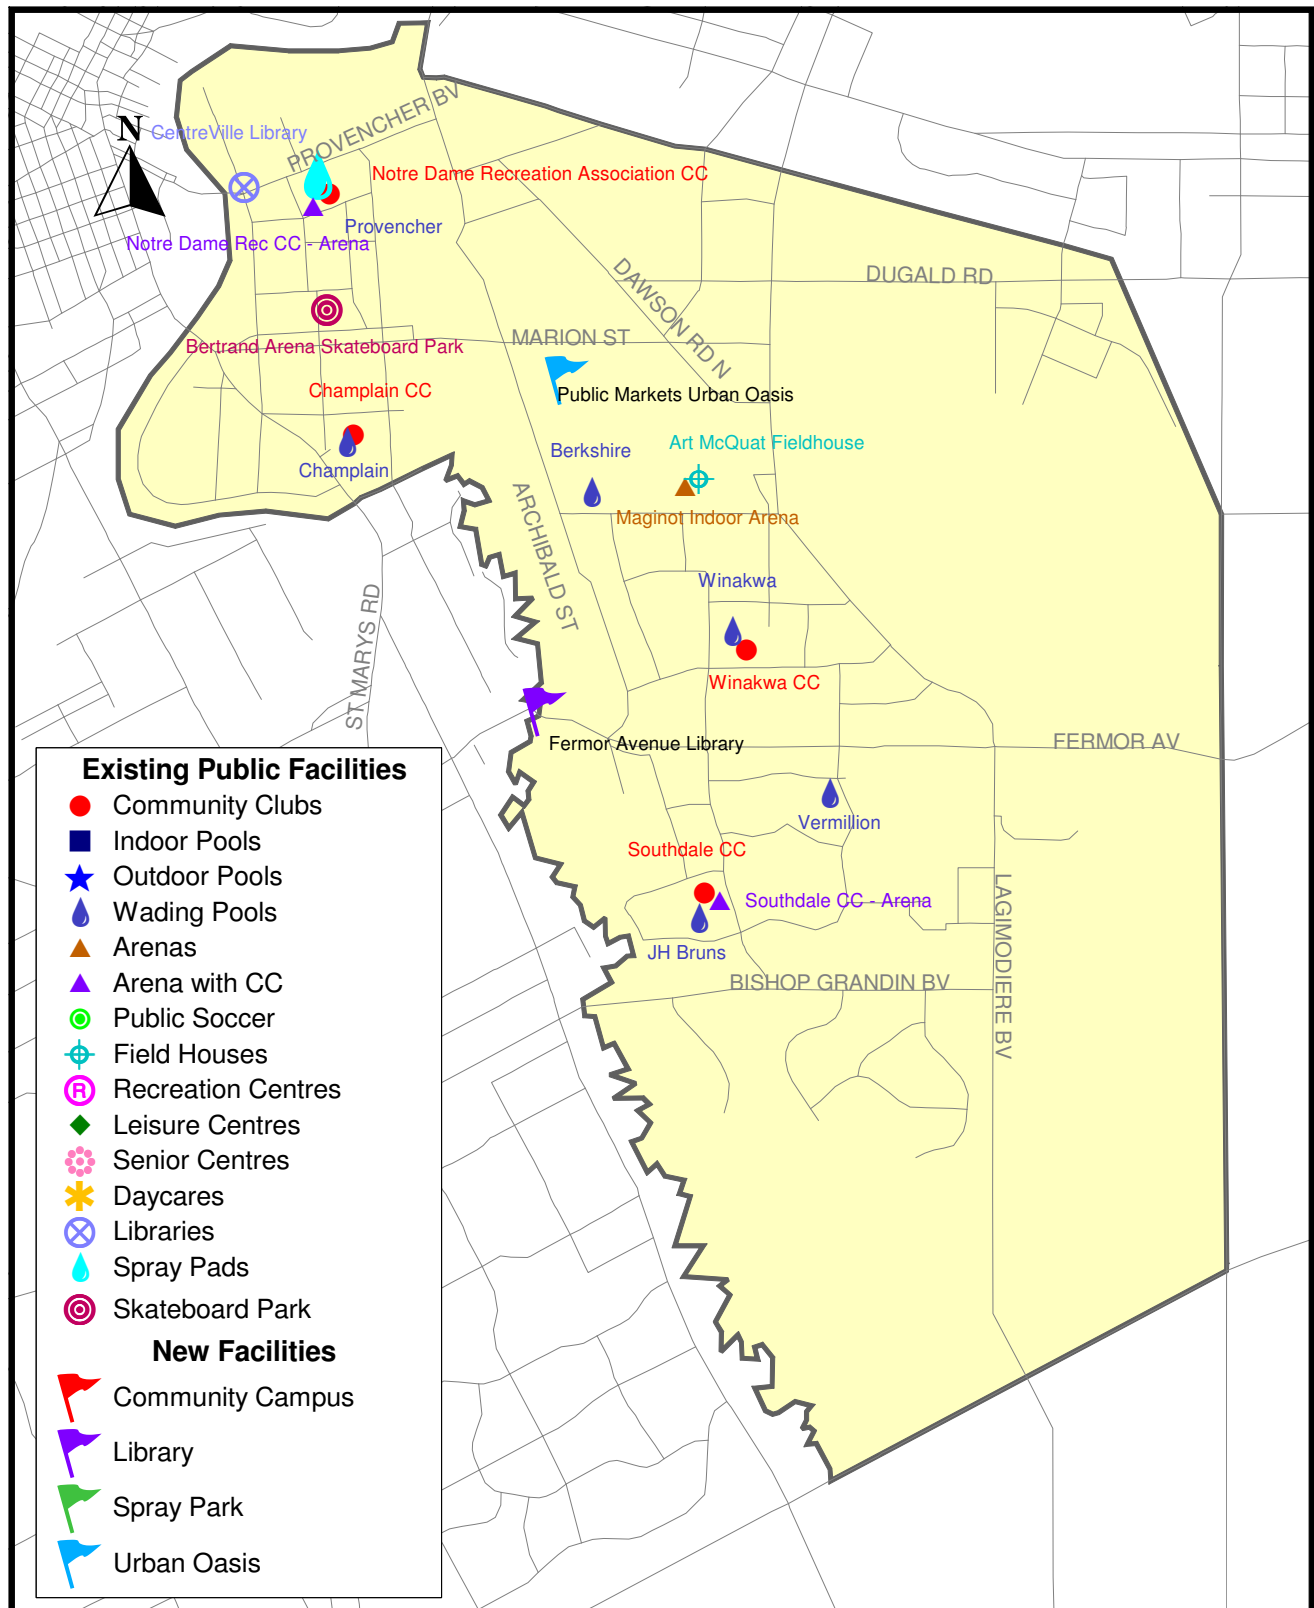 PROVENCHER BV
N
CentreVille Library
Notre Dame Recreation Association CC
Provencher
Notre Dame Rec CC - Arena
DAWSON RD N
DUGALD RD
MARION ST
Bertrand Arena Skateboard Park
Champlain CC
Public Markets Urban Oasis
Champlain
Berkshire
Art McQuat Fieldhouse
Maginot Indoor Arena
ARCHIBALD ST
ST MARYS RD
Winakwa
Winakwa CC
Fermor Avenue Library
FERMOR AV
Vermillion
Southdale CC
Southdale CC - Arena
JH Bruns
LAGIMODIERE BV
BISHOP GRANDIN BV
Existing Public Facilities
Community Clubs
Indoor Pools
Outdoor Pools
Wading Pools
Arenas
Arena with CC
Public Soccer
Field Houses
R Recreation Centres
Leisure Centres
Senior Centres
Daycares
Libraries
Spray Pads
Skateboard Park
New Facilities
Community Campus
Library
Spray Park
Urban Oasis